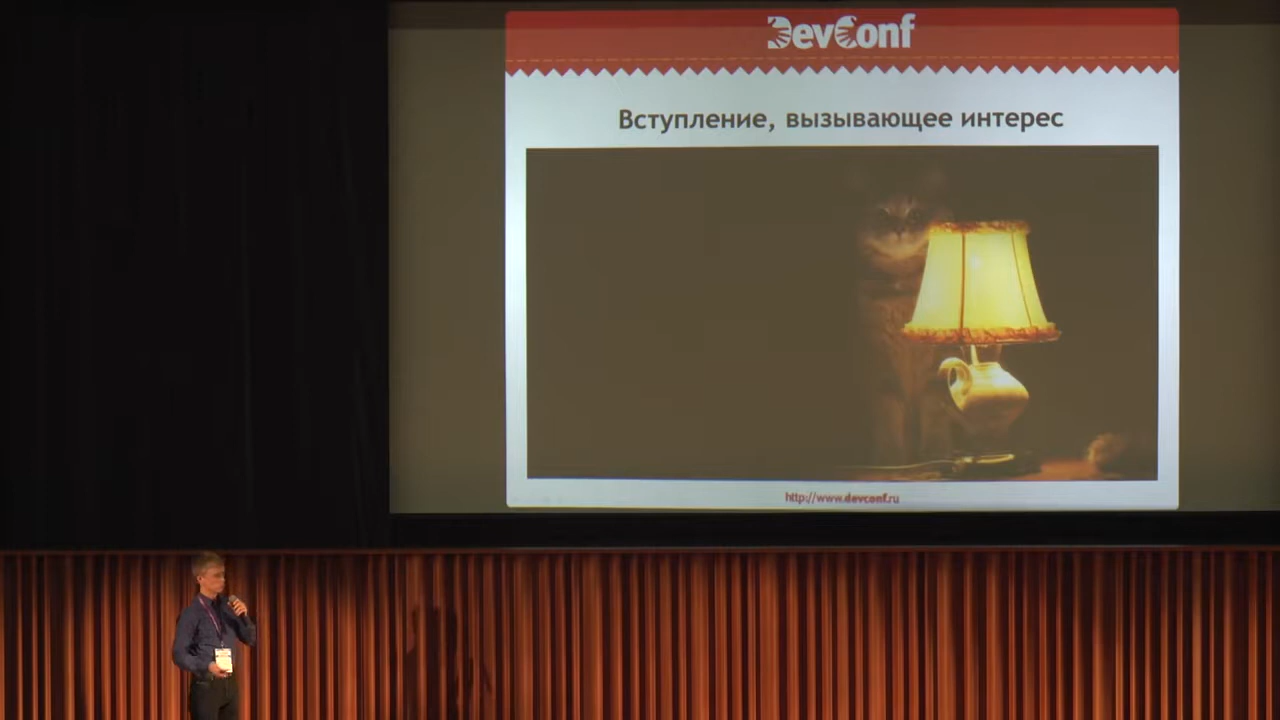 DevConf
Вступление, вызывающее интерес
http://www.devconf.ru